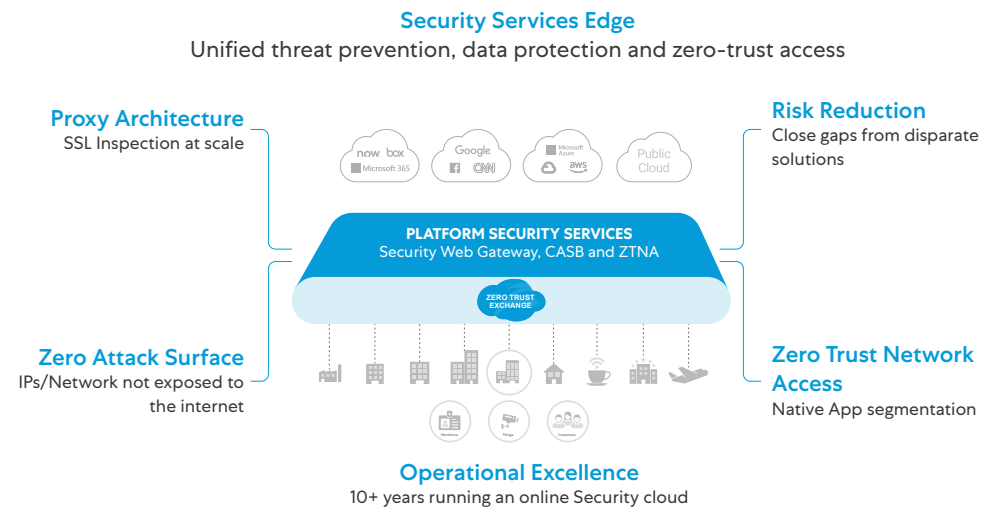 Security Services Edge
Unified threat prevention, data protection and zero-trust access
Proxy Architecture
SSL Inspection at scale
Risk Reduction
Close gaps from disparate
solutions
now box
Microsoft 365
Google
CNN
Microsoft
Azure
aws
Public
Cloud
PLATFORM SECURITY SERVICES
Security Web Gateway, CASB and ZTNA
ZERO TRUST
EXCHANGE
Zero Attack Surface
IPs/Network not exposed to
the internet
Zero Trust Network
Access
Native App segmentation
Workforce
Things
Customers
Operational Excellence
10+ years running an online Security cloud